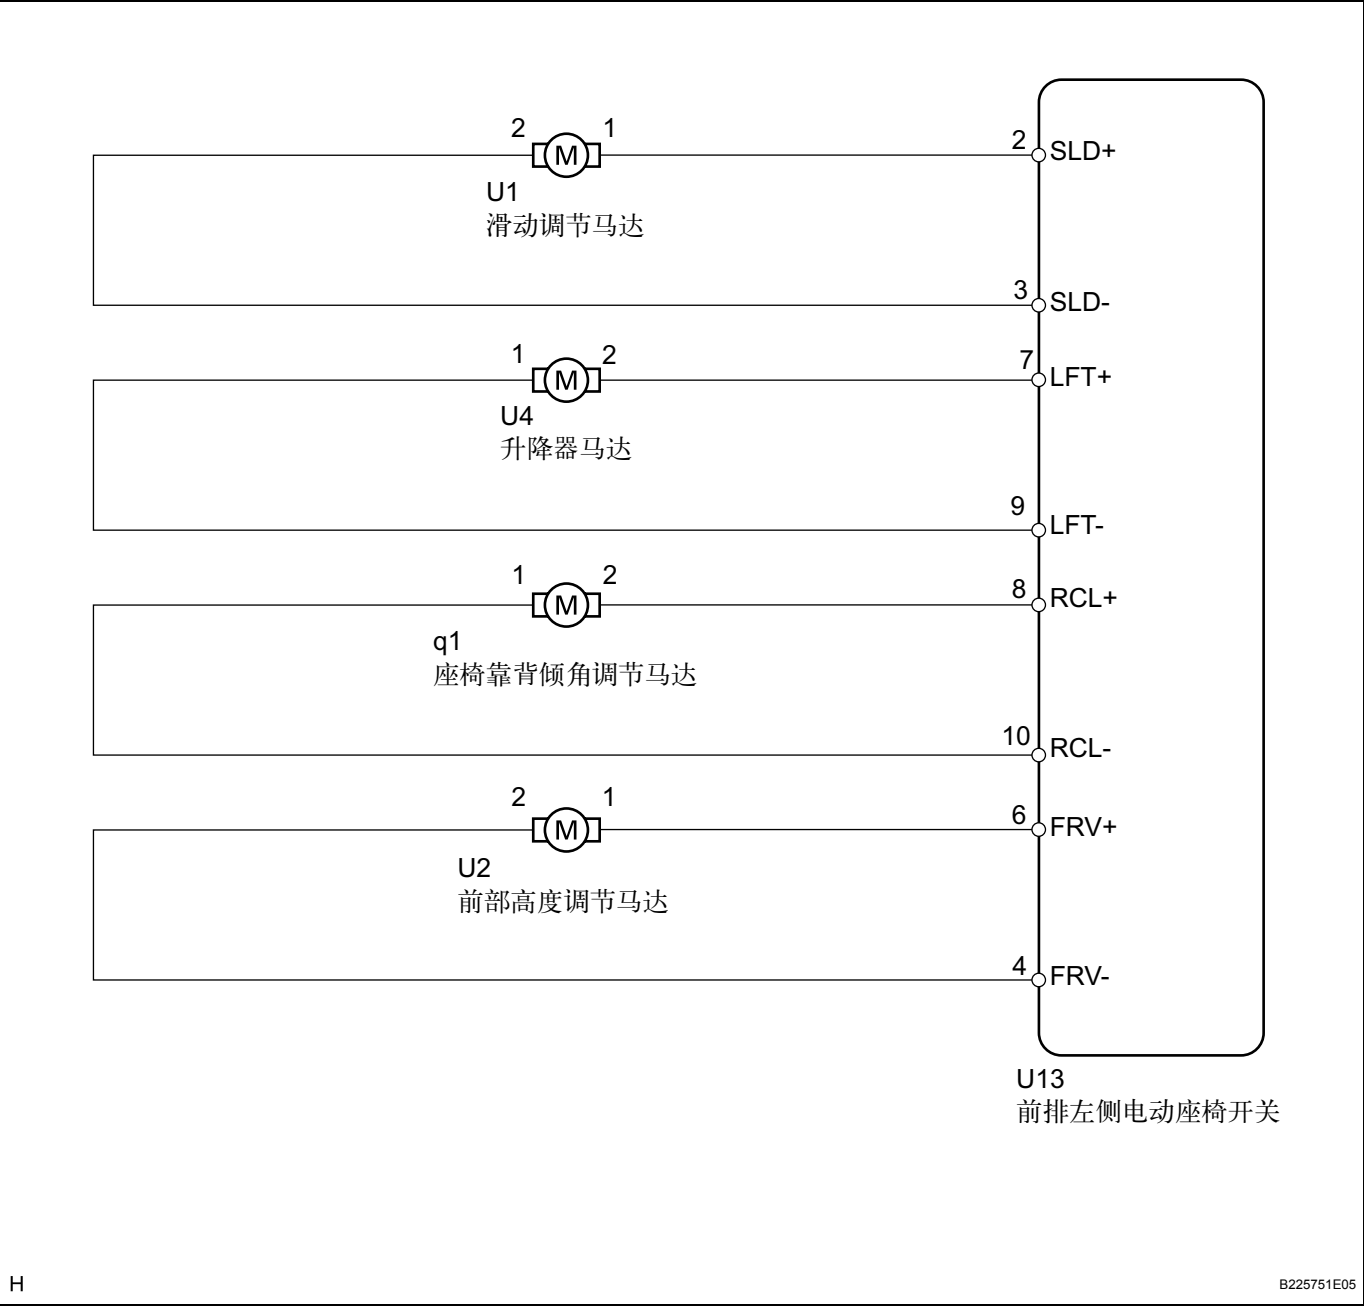 2 1 2 SLD+
U1
滑动调节马达
3 SLD-
1 2 7 LFT+
U4
升降器马达
9 LFT-
1 2 8 RCL+
q1
座椅靠背倾角调节马达
10 RCL-
2 1 6 FRV+
U2
前部高度调节马达
4 FRV-
U13
前排左侧电动座椅开关
H B225751E05
M
M
M
M